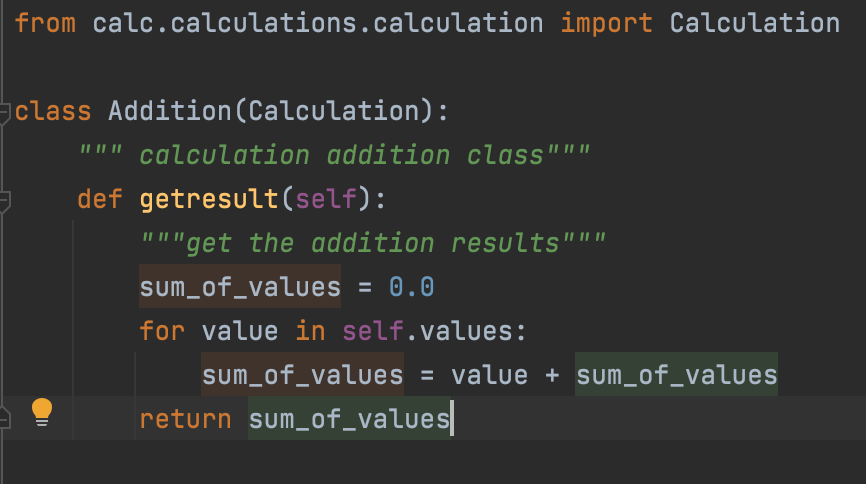 from calc.calculations.calculation import Calculation
class Addition(Calculation):
""" calculation addition class"""
def getresult(self):
"""get the addition results"""
sum_of_values = 0.0
for value in self.values:
sum_of_values = value + sum_of_values
return sum_of_values